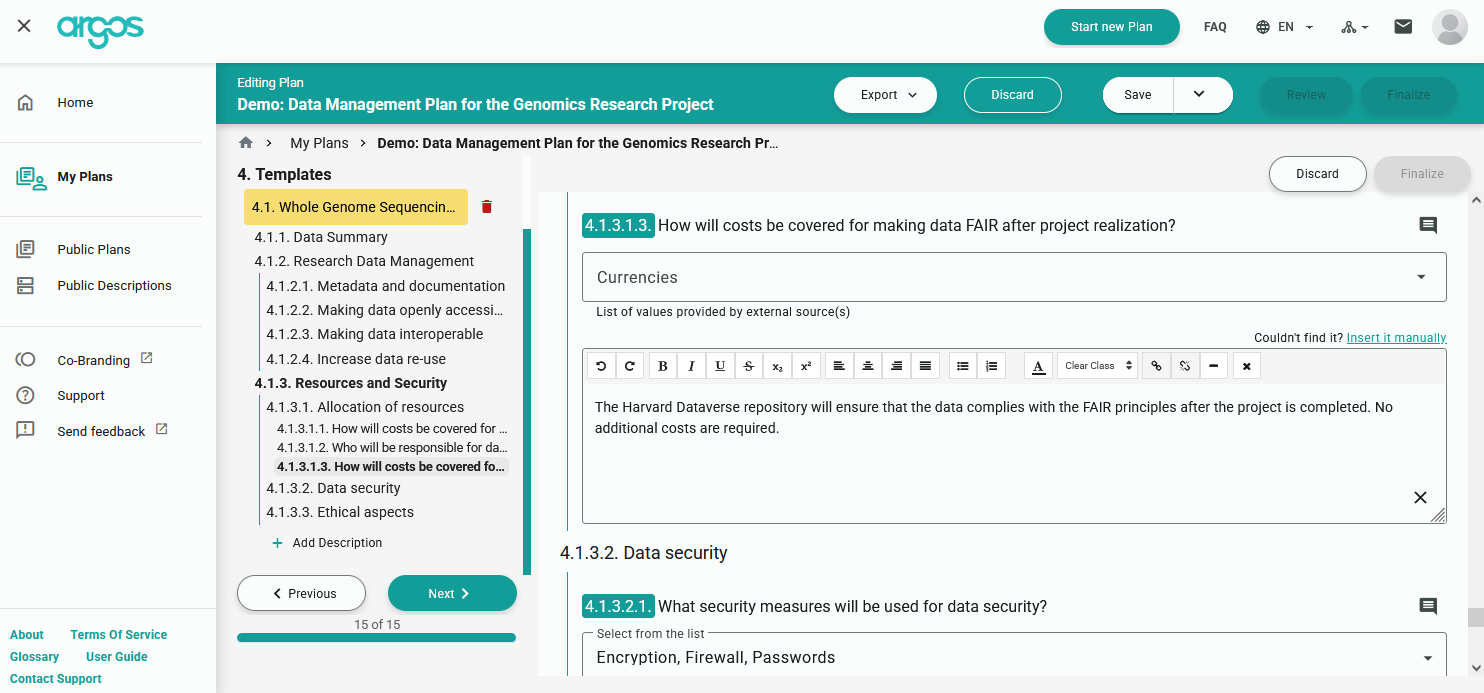 argos
Start new Plan
FAQ
EN
Home
My Plans
Public Plans
Public Descriptions
Co-Branding
Support
Send feedback
About Terms Of Service
Glossary User Guide
Contact Support
Editing Plan
Demo: Data Management Plan for the Genomics Research Project
Export
Discard
Save
Review
Finalize
My Plans
Demo: Data Management Plan for the Genomics Research Pr...
4. Templates
4.1. Whole Genome Sequencin...
4.1.1. Data Summary
4.1.2. Research Data Management
4.1.2.1. Metadata and documentation
4.1.2.2. Making data openly accessi...
4.1.2.3. Making data interoperable
4.1.2.4. Increase data re-use
4.1.3. Resources and Security
4.1.3.1. Allocation of resources
4.1.3.1.1. How will costs be covered for ...
4.1.3.1.2. Who will be responsible for da...
4.1.3.1.3. How will costs be covered fo...
4.1.3.2. Data security
4.1.3.3. Ethical aspects
+ Add Description
Previous
Next
15 of 15
Discard
Finalize
4.1.3.1.3. How will costs be covered for making data FAIR after project realization?
Currencies
List of values provided by external source(s)
Couldn't find it? Insert it manually
B I U S x₂ x²
A Clear Class
The Harvard Dataverse repository will ensure that the data complies with the FAIR principles after the project is completed. No
additional costs are required.
4.1.3.2. Data security
4.1.3.2.1. What security measures will be used for data security?
Select from the list
Encryption, Firewall, Passwords